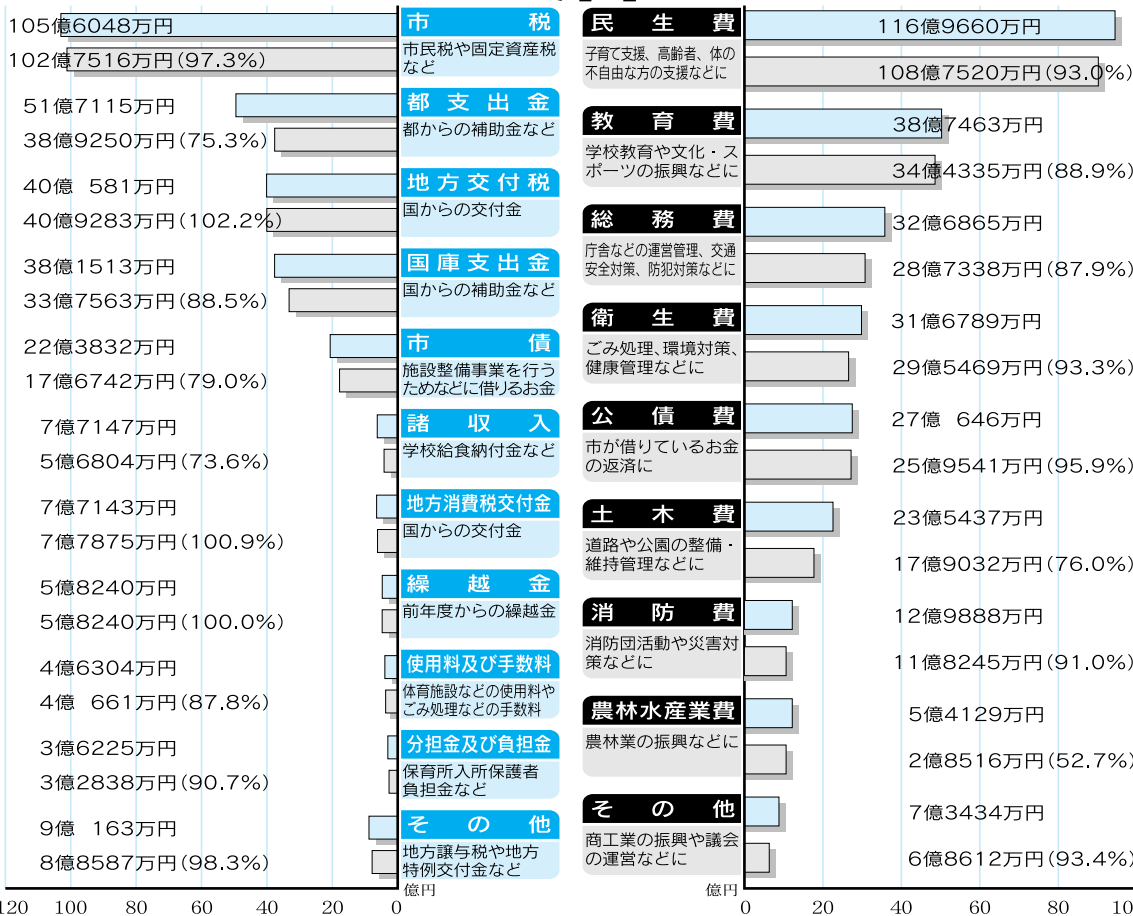 105億6048万円
102億7516万円(97.3%)
市税
市民税や固定資産税
など
51億7115万円
38億9250万円(75.3%)
都支出金
都からの補助金など
40億 581万円
40億9283万円(102.2%)
地方交付税
国からの交付金
38億1513万円
33億7563万円(88.5%)
国庫支出金
国からの補助金など
22億3832万円
17億6742万円(79.0%)
市債
施設整備事業を行う
ためなどに借りるお金
7億7147万円
5億6804万円(73.6%)
諸収入
学校給食納付金など
7億7143万円
7億7875万円(100.9%)
地方消費税交付金
国からの交付金
5億8240万円
5億8240万円(100.0%)
繰越金
前年度からの繰越金
4億6304万円
4億 661万円(87.8%)
使用料及び手数料
体育施設などの使用料や
ごみ処理などの手数料
3億6225万円
3億2838万円(90.7%)
分担金及び負担金
保育所入所保護者
負担金など
9億 163万円
8億8587万円(98.3%)
その他
地方譲与税や地方
特例交付金など
億円
120 100 80 60 40 20 0
民生費
子育て支援、高齢者、体の
不自由な方の支援などに
116億9660万円
108億7520万円(93.0%)
教育費
学校教育や文化・ス
ポーツの振興などに
38億7463万円
34億4335万円(88.9%)
総務費
庁舎などの運営管理、交通
安全対策、防犯対策などに
32億6865万円
28億7338万円(87.9%)
衛生費
ごみ処理、環境対策、
健康管理などに
31億6789万円
29億5469万円(93.3%)
公債費
市が借りているお金
の返済に
27億 646万円
25億9541万円(95.9%)
土木費
道路や公園の整備・
維持管理などに
23億5437万円
17億9032万円(76.0%)
消防費
消防団活動や災害対
策などに
12億9888万円
11億8245万円(91.0%)
農林水産業費
農林業の振興などに
5億4129万円
2億8516万円(52.7%)
その他
商工業の振興や議会
の運営などに
7億3434万円
6億8612万円(93.4%)
億円
0 20 40 60 80 10